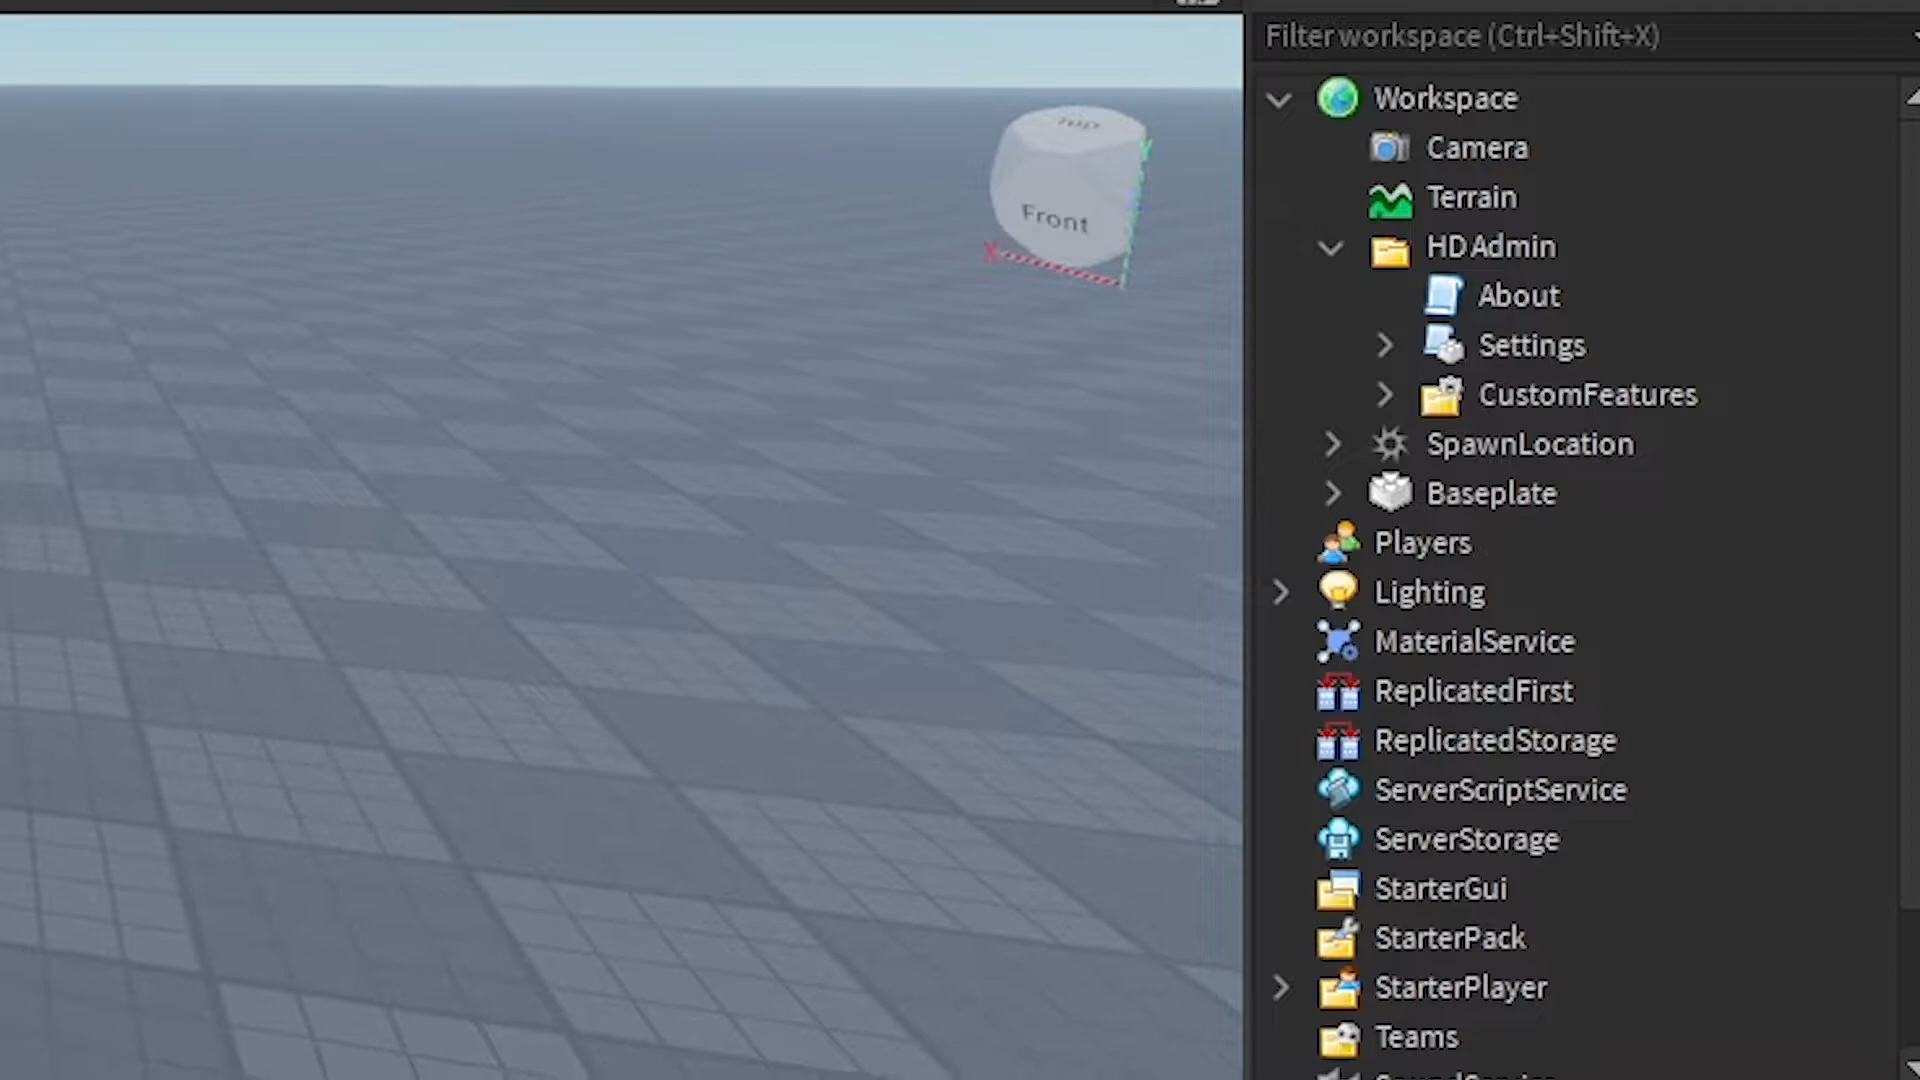 Filter workspace (Ctrl+Shift+X)
Workspace
Camera
Terrain
HD Admin
About
Settings
CustomFeatures
SpawnLocation
Baseplate
Players
Lighting
MaterialService
ReplicatedFirst
ReplicatedStorage
ServerScriptService
ServerStorage
StarterGui
StarterPack
StarterPlayer
Teams
Top
Y
Front
X